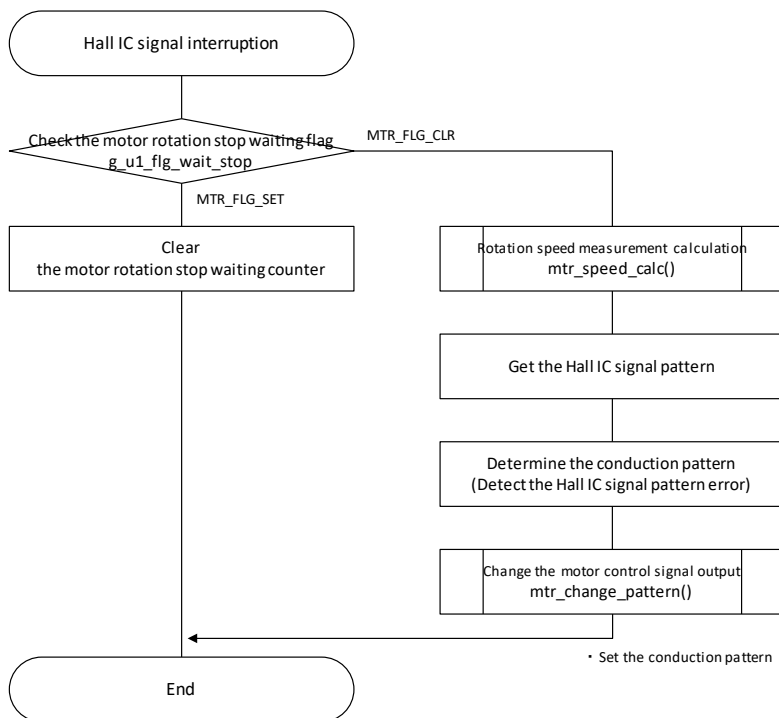 Hall IC signal interruption
Check the motor rotation stop waiting flag
g_u1_flg_wait_stop
MTR_FLG_CLR
MTR_FLG_SET
Clear
the motor rotation stop waiting counter
Rotation speed measurement calculation
mtr_speed_calc()
Get the Hall IC signal pattern
Determine the conduction pattern
(Detect the Hall IC signal pattern error)
Change the motor control signal output
mtr_change_pattern()
・Set the conduction pattern
End